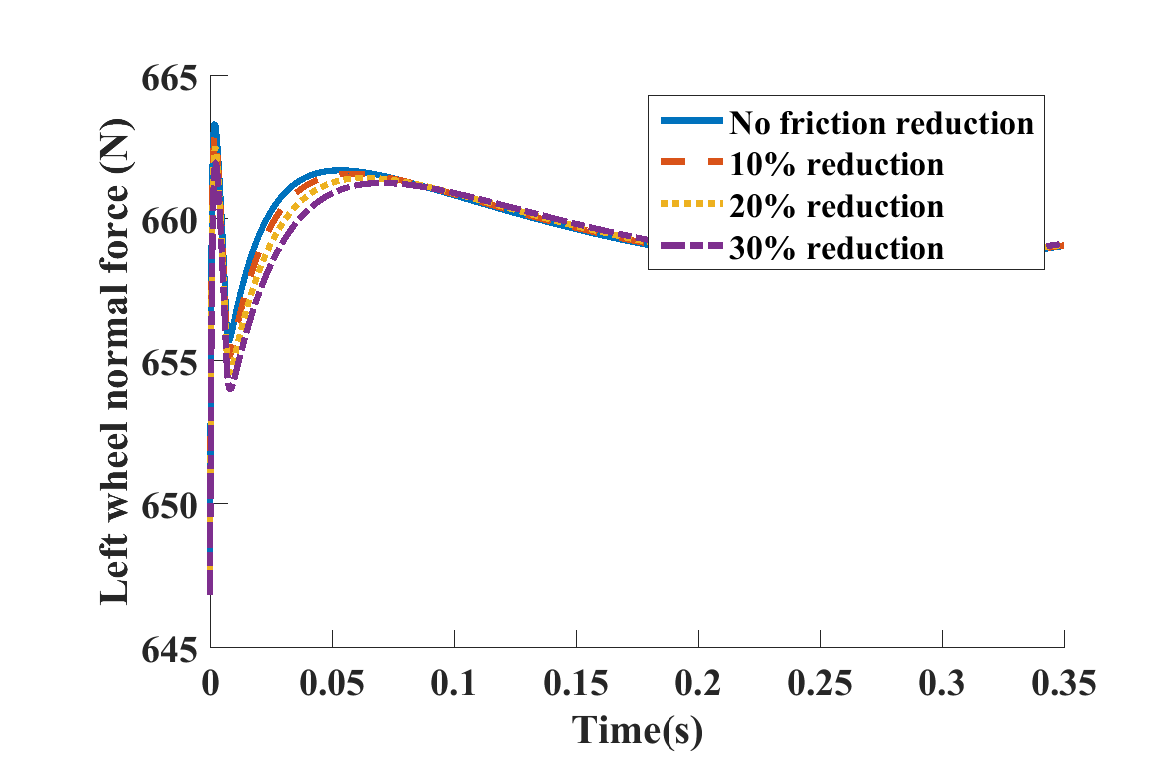 665
660
655
650
645
Left wheel normal force (N)
No friction reduction
10% reduction
20% reduction
30% reduction
0 0.05 0.1 0.15 0.2 0.25 0.3 0.35
Time(s)